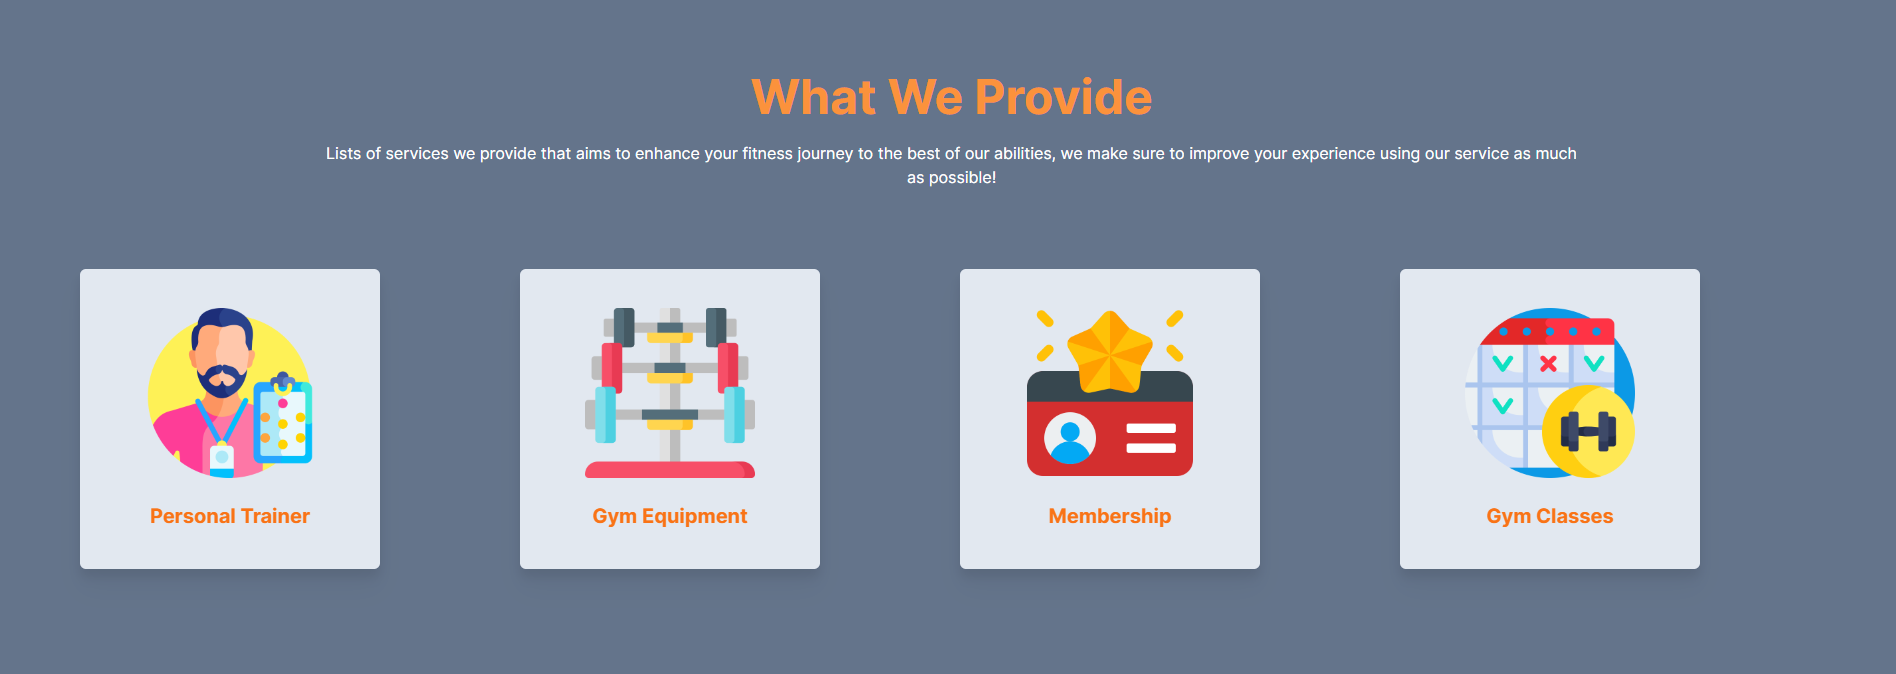 What We Provide
Lists of services we provide that aims to enhance your fitness journey to the best of our abilities, we make sure to improve your experience using our service as much
as possible!
Personal Trainer
Gym Equipment
Membership
Gym Classes